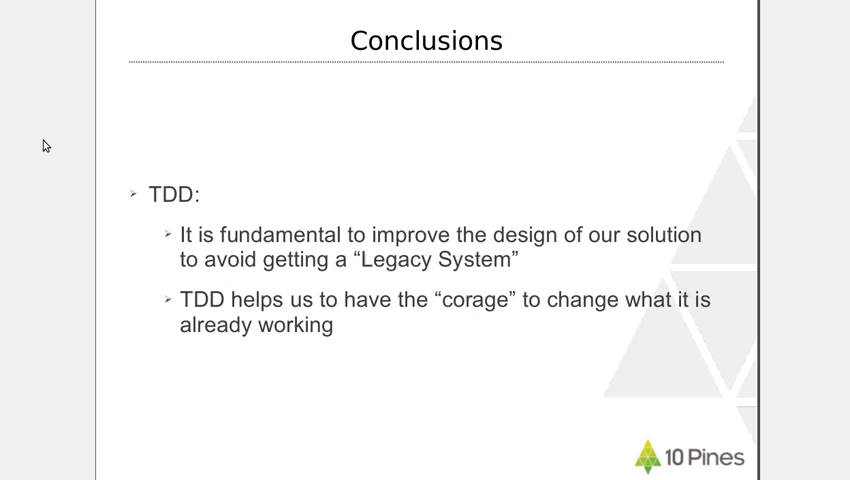 Conclusions
TDD:
It is fundamental to improve the design of our solution
to avoid getting a “Legacy System”
TDD helps us to have the “corage” to change what it is
already working
10 Pines